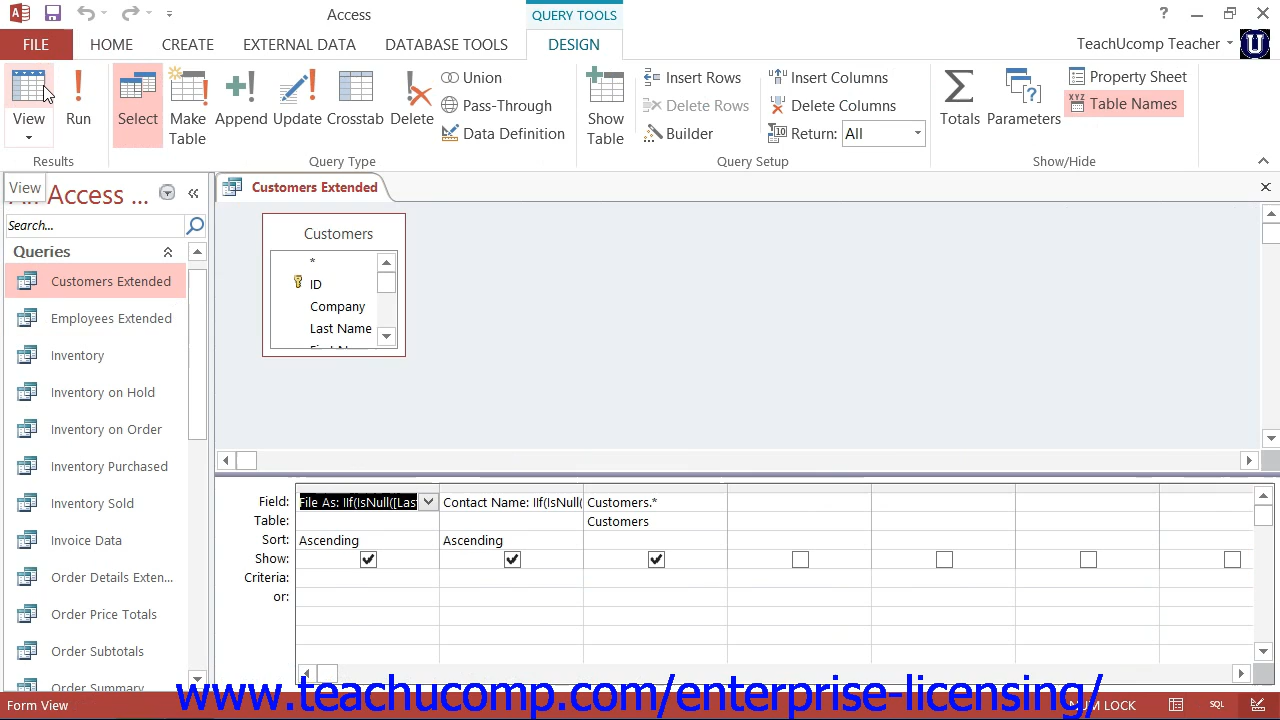 Access
QUERY TOOLS
?
FILE
HOME
CREATE
EXTERNAL DATA
DATABASE TOOLS
DESIGN
TeachUcomp Teacher
View
Run
Results
Select
Make
Table
Append
Update
Crosstab
Delete
Union
Pass-Through
Data Definition
Query Type
Show
Table
Insert Rows
Delete Rows
Builder
Insert Columns
Delete Columns
Return: All
Query Setup
Totals
Parameters
Property Sheet
Table Names
Show/Hide
View
Access ...
Search...
Queries
Customers Extended
Employees Extended
Inventory
Inventory on Hold
Inventory on Order
Inventory Purchased
Inventory Sold
Invoice Data
Order Details Exten...
Order Price Totals
Order Subtotals
Order Summary
Customers Extended
Customers
*
ID
Company
Last Name
First Name
Field: File As: IIf(IsNull([Las Contact Name: IIf(IsNull( Customers.*
Table: Customers
Sort: Ascending Ascending
Show:
Criteria:
or:
www.teachucomp.com/enterprise-licensing/
Form View
NUM LOCK
SQL